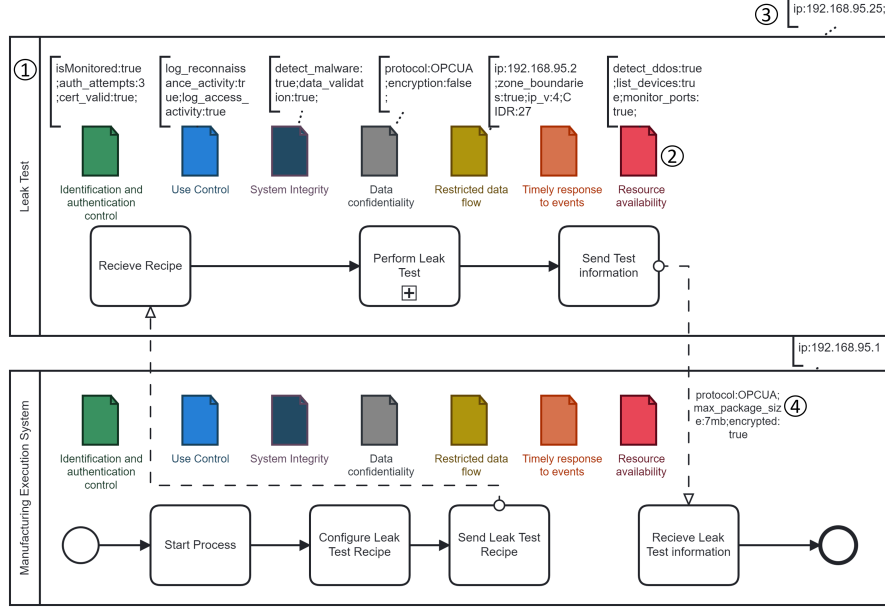 ③
ip:192.168.95.25;
①
isMonitored:true
;auth_attempts:3
;cert_valid:true;
log_reconnaiss
ance_activity:tr
ue;log_access_
activity:true
detect_malware:
true;data_valida
tion:true;
protocol:OPCUA
;encryption:false
;
ip:192.168.95.2
;zone_boundarie
s:true;ip_v:4;C
IDR:27
detect_ddos:true
;list_devices:tru
e;monitor_ports:
true;
②
Leak Test
Identification and
authentication
control
Use Control
System Integrity
Data
confidentiality
Restricted data
flow
Timely response
to events
Resource
availability
Recieve Recipe
Perform Leak
Test
Send Test
information
ip:192.168.95.1
Manufacturing Execution System
protocol:OPCUA;
max_package_siz
e:7mb;encrypted:
true
④
Identification and
authentication
control
Use Control
System Integrity
Data
confidentiality
Restricted data
flow
Timely response
to events
Resource
availability
Start Process
Configure Leak
Test Recipe
Send Leak Test
Recipe
Recieve Leak
Test information